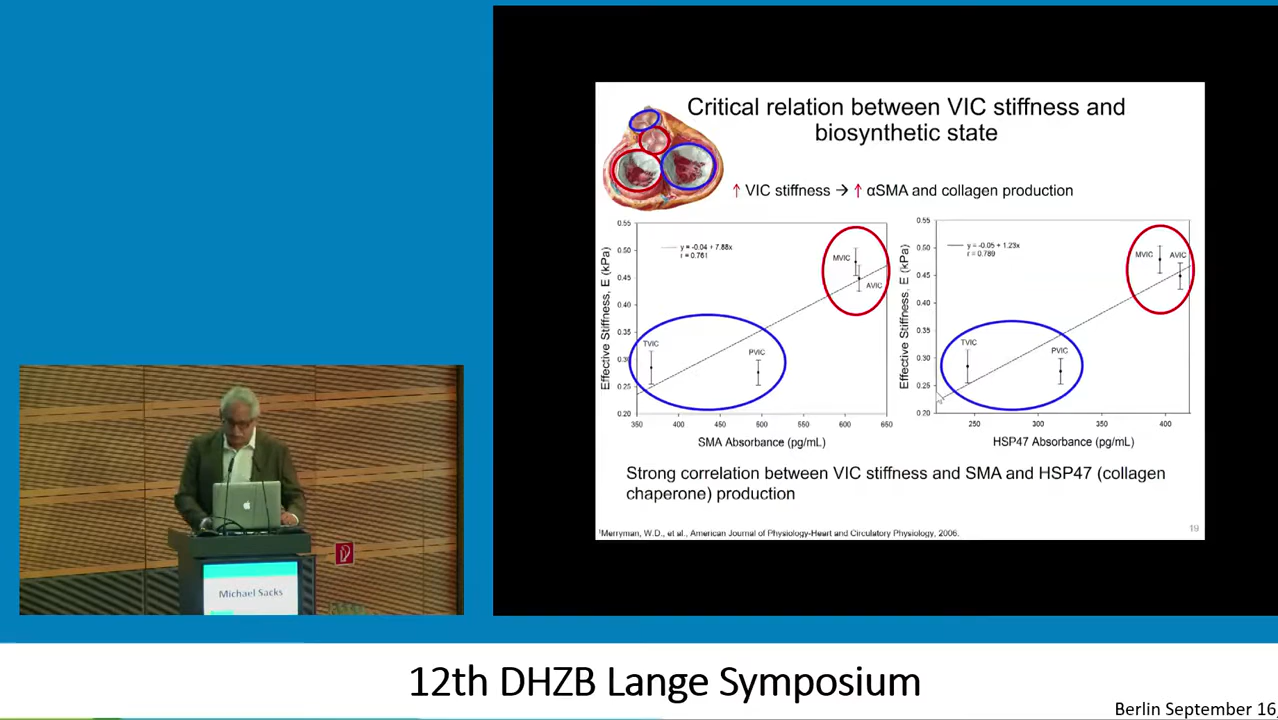 Critical relation between VIC stiffness and
biosynthetic state
↑ VIC stiffness → ↑ αSMA and collagen production
0.55
0.50
0.45
0.40
0.35
0.30
0.25
0.20
Effective Stiffness, E (kPa)
y = -0.04 + 7.88x
r = 0.761
MVIC
AVIC
TVIC
PVIC
350 400 450 500 550 600 650
SMA Absorbance (pg/mL)
0.55
0.50
0.45
0.40
0.35
0.30
0.25
0.20
Effective Stiffness, E (kPa)
y = -0.05 + 1.23x
r = 0.789
MVIC AVIC
TVIC
PVIC
250 300 350 400
HSP47 Absorbance (pg/mL)
Strong correlation between VIC stiffness and SMA and HSP47 (collagen
chaperone) production
¹Merryman, W.D., et al., American Journal of Physiology-Heart and Circulatory Physiology, 2006.
19
Michael Sacks
12th DHZB Lange Symposium
Berlin September 16,